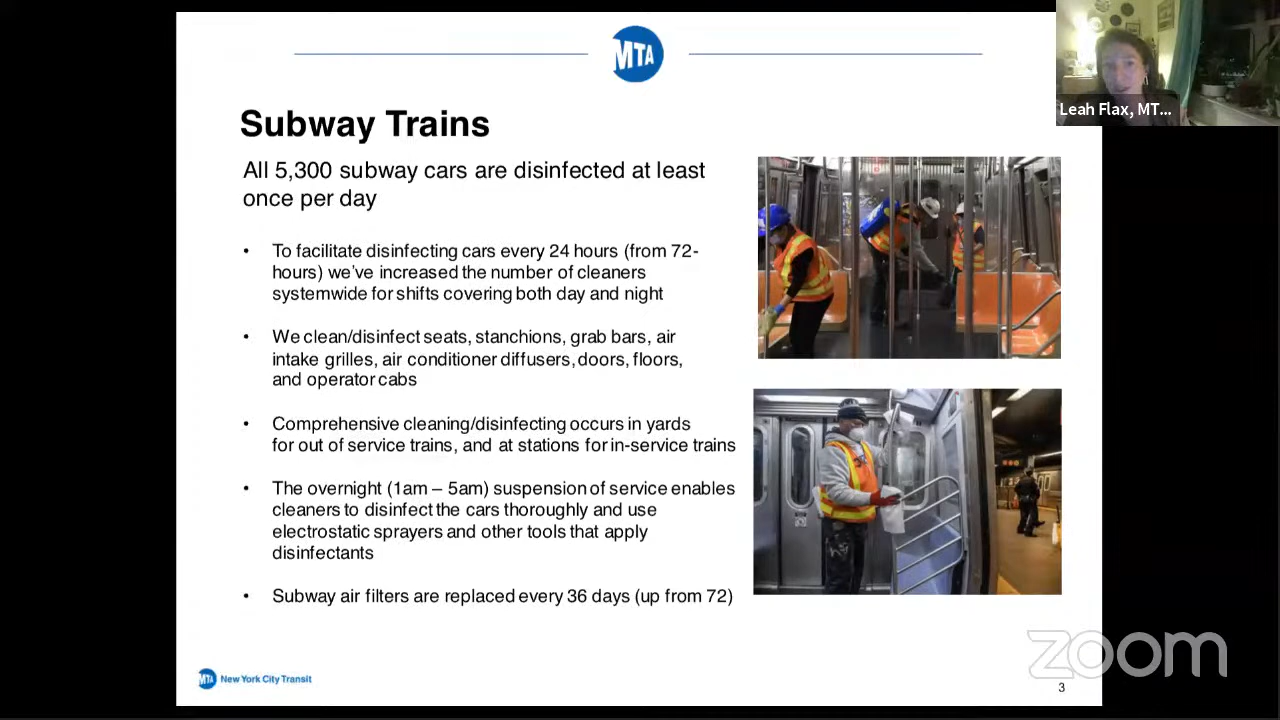 MTA
Leah Flax, MT...
Subway Trains
All 5,300 subway cars are disinfected at least
once per day
• To facilitate disinfecting cars every 24 hours (from 72-
hours) we've increased the number of cleaners
systemwide for shifts covering both day and night
• We clean/disinfect seats, stanchions, grab bars, air
intake grilles, air conditioner diffusers, doors, floors,
and operator cabs
• Comprehensive cleaning/disinfecting occurs in yards
for out of service trains, and at stations for in-service trains
• The overnight (1am – 5am) suspension of service enables
cleaners to disinfect the cars thoroughly and use
electrostatic sprayers and other tools that apply
disinfectants
• Subway air filters are replaced every 36 days (up from 72)
MTA New York City Transit
zoom
3